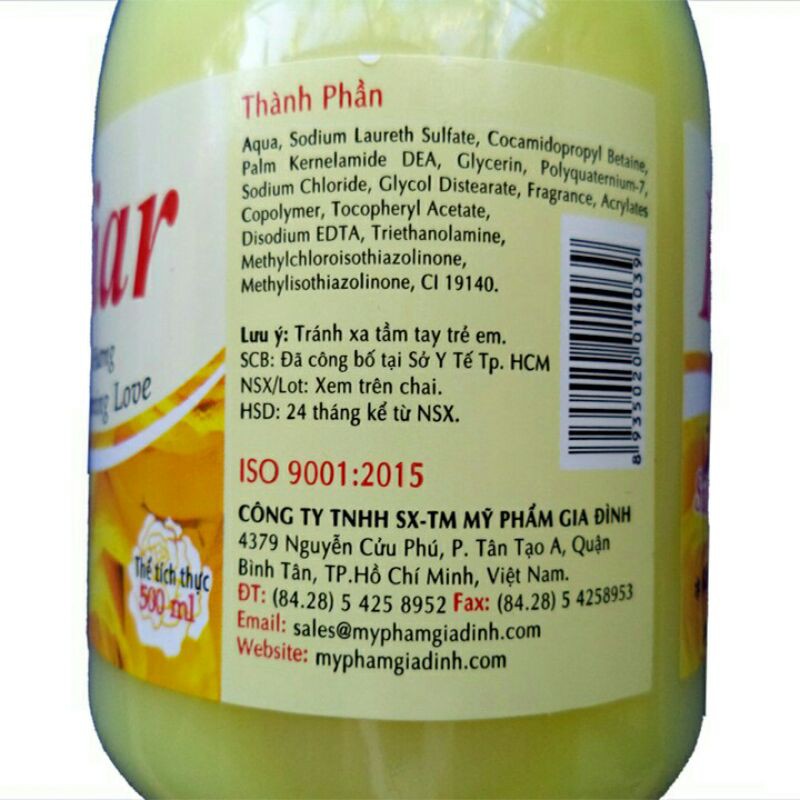 Thành Phần
Aqua, Sodium Laureth Sulfate, Cocamidopropyl Betaine,
Palm Kernelamide DEA, Glycerin, Polyquaternium-7,
Sodium Chloride, Glycol Distearate, Fragrance, Acrylates
Copolymer, Tocopheryl Acetate,
Disodium EDTA, Triethanolamine,
Methylchloroisothiazolinone,
Methylisothiazolinone, CI 19140.
Lưu ý: Tránh xa tầm tay trẻ em.
SCB: Đã công bố tại Sở Y Tế Tp. HCM
NSX/Lot: Xem trên chai.
HSD: 24 tháng kể từ NSX.
8 935020 014039
ISO 9001:2015
CÔNG TY TNHH SX-TM MỸ PHẨM GIA ĐÌNH
4379 Nguyễn Cửu Phú, P. Tân Tạo A, Quận
Bình Tân, TP.Hồ Chí Minh, Việt Nam.
ĐT: (84.28) 5 425 8952 Fax: (84.28) 5 4258953
Email: sales@myphamgiadinh.com
Website: myphamgiadinh.com
Love
Thể tích thực
500 ml